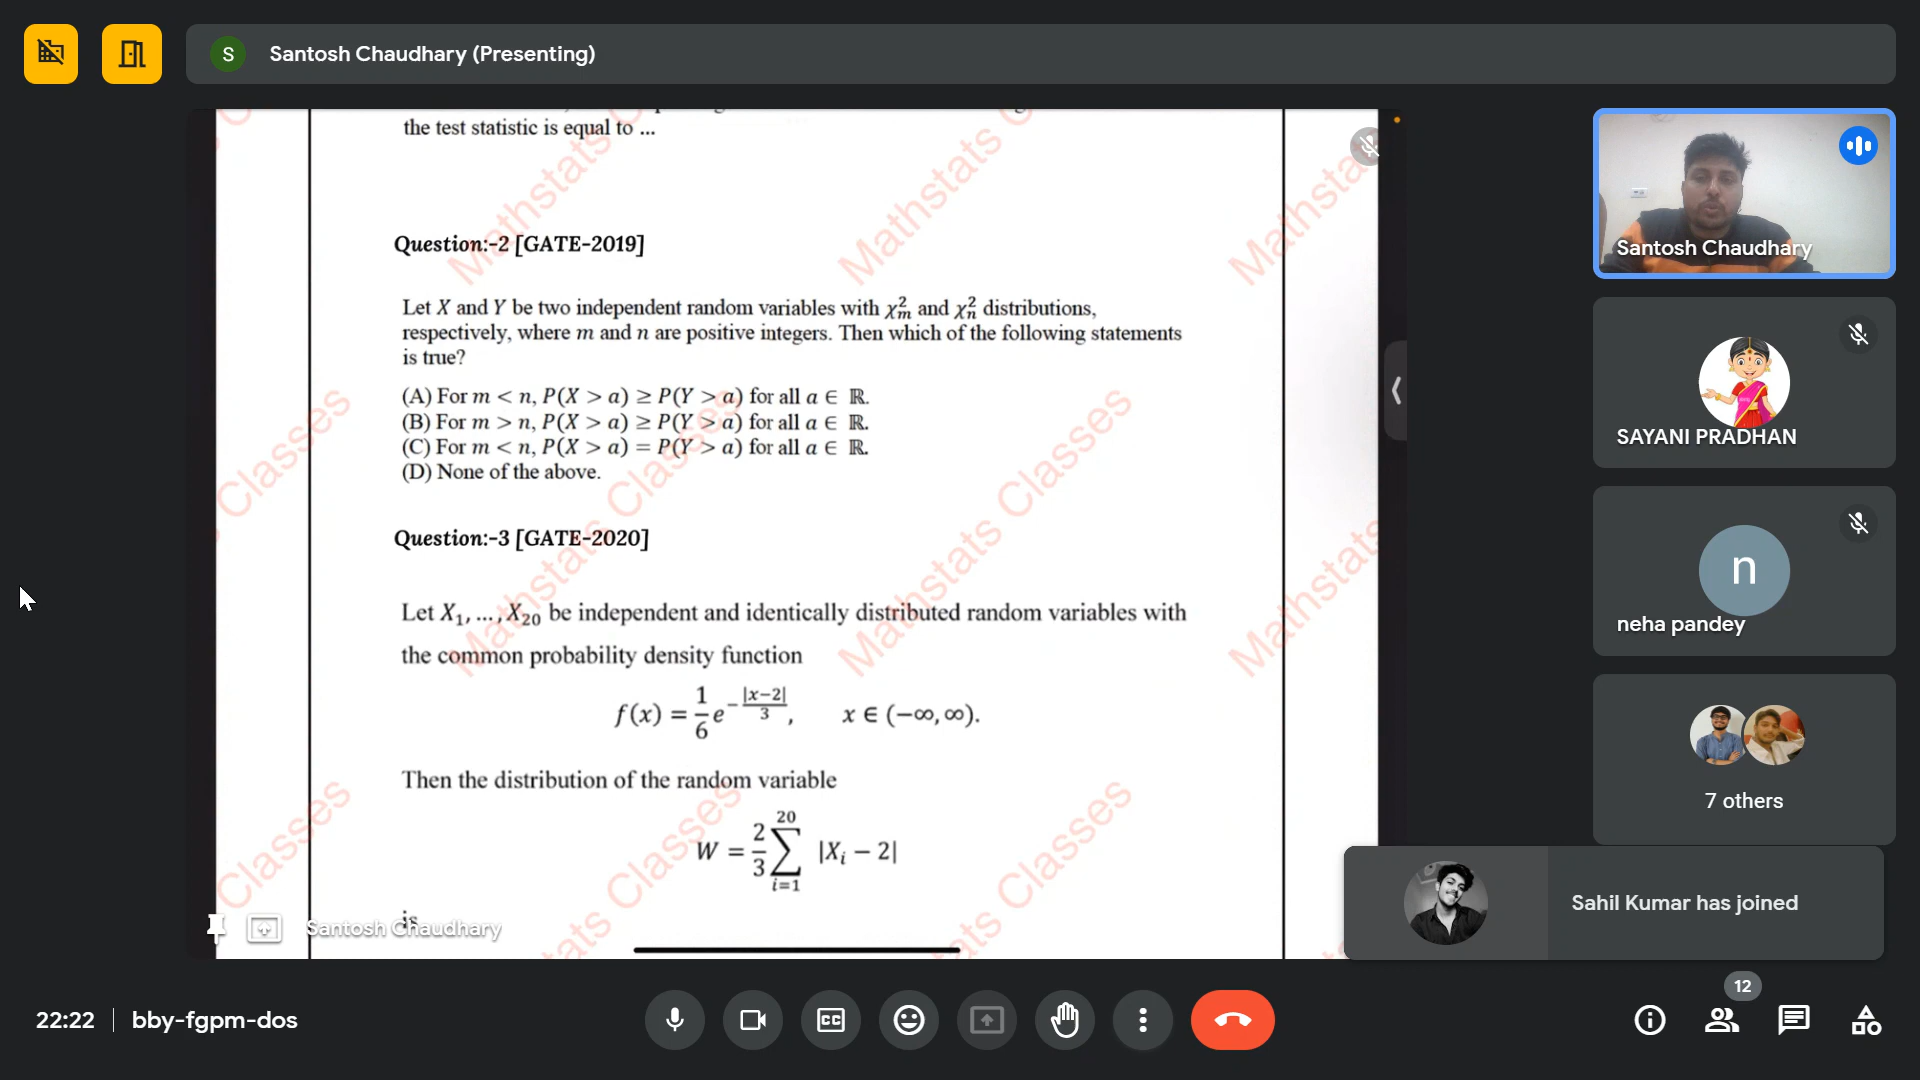 S Santosh Chaudhary (Presenting)
the test statistic is equal to ...
Question:-2 [GATE-2019]
Let X and Y be two independent random variables with χ²ₘ and χ²ₙ distributions,
respectively, where m and n are positive integers. Then which of the following statements
is true?
(A) For m < n, P(X > a) ≥ P(Y > a) for all a ∈ ℝ.
(B) For m > n, P(X > a) ≥ P(Y > a) for all a ∈ ℝ.
(C) For m < n, P(X > a) = P(Y > a) for all a ∈ ℝ.
(D) None of the above.
Question:-3 [GATE-2020]
Let X₁, ... , X₂₀ be independent and identically distributed random variables with
the common probability density function
f(x) = 1/6 e^(−|x−2|/3), x ∈ (−∞, ∞).
Then the distribution of the random variable
W = 2/3 ∑_{i=1}^{20} |Xᵢ − 2|
is
Mathstats Classes
Santosh Chaudhary
Santosh Chaudhary
SAYANI PRADHAN
n
neha pandey
7 others
Sahil Kumar has joined
22:22 | bby-fgpm-dos
CC
12